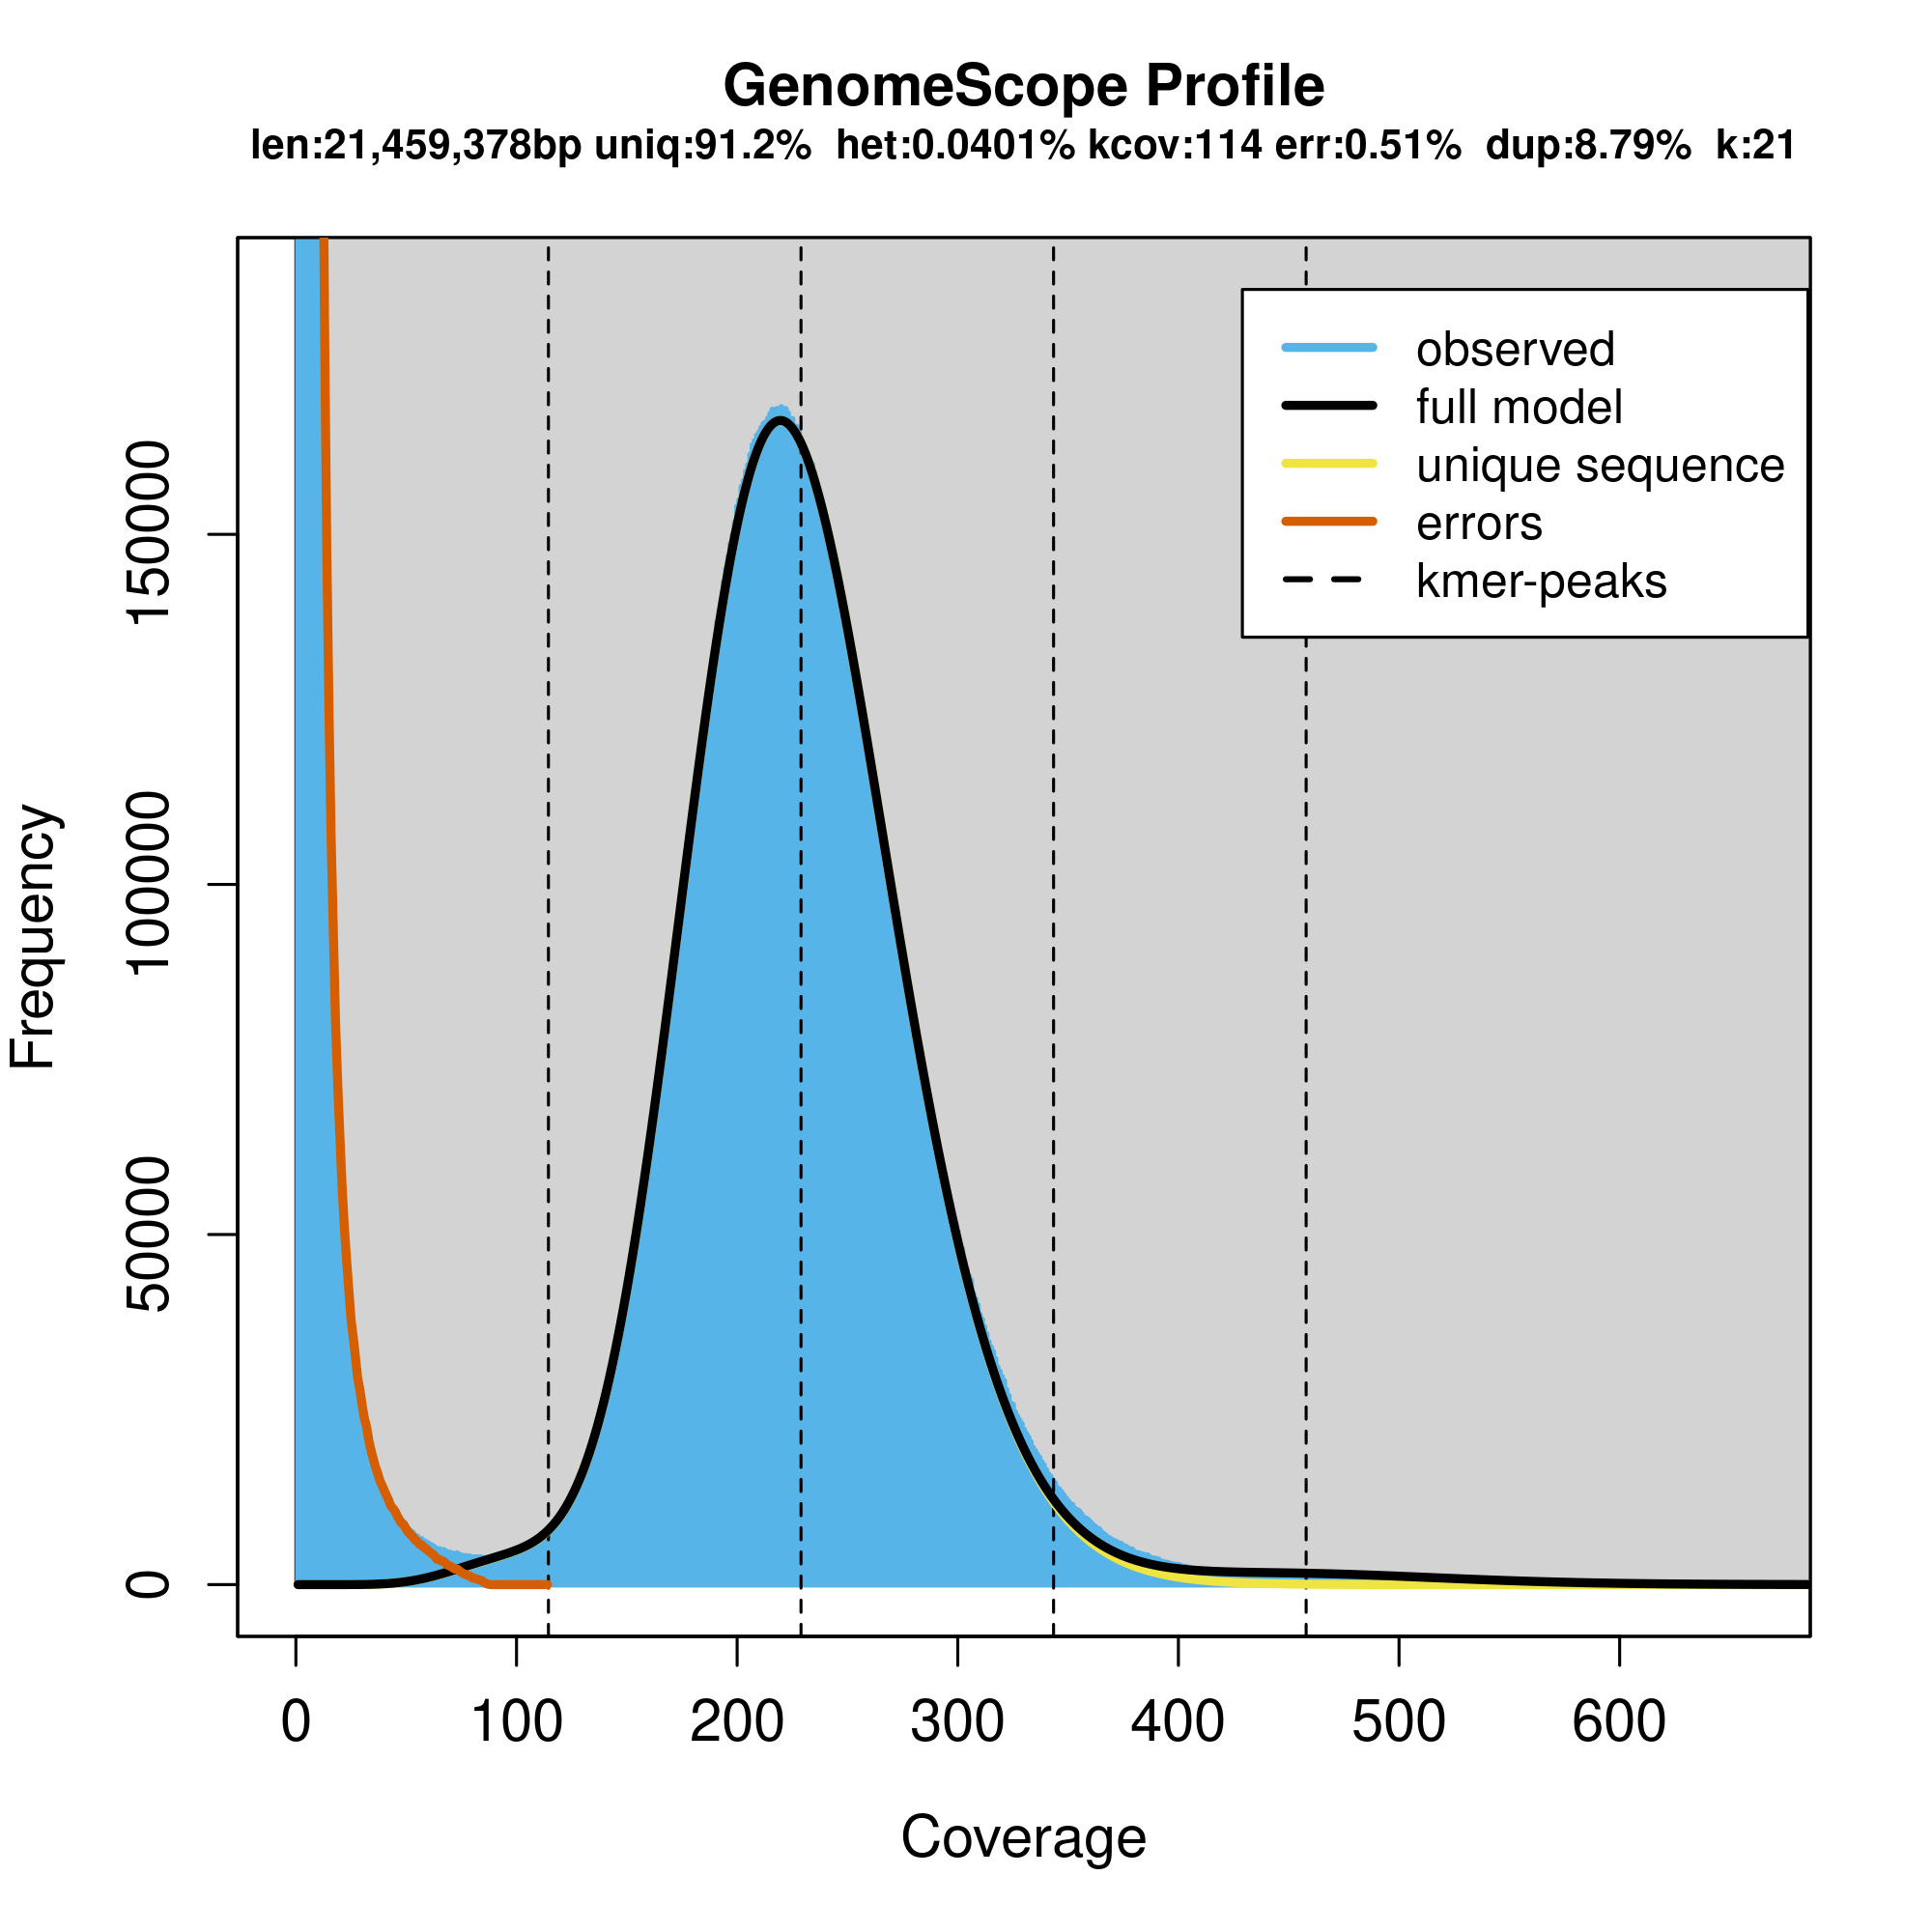 GenomeScope Profile
len:21,459,378bp uniq:91.2% het:0.0401% kcov:114 err:0.51% dup:8.79% k:21
observed
full model
unique sequence
errors
kmer-peaks
Frequency
150000
100000
50000
0
0 100 200 300 400 500 600
Coverage